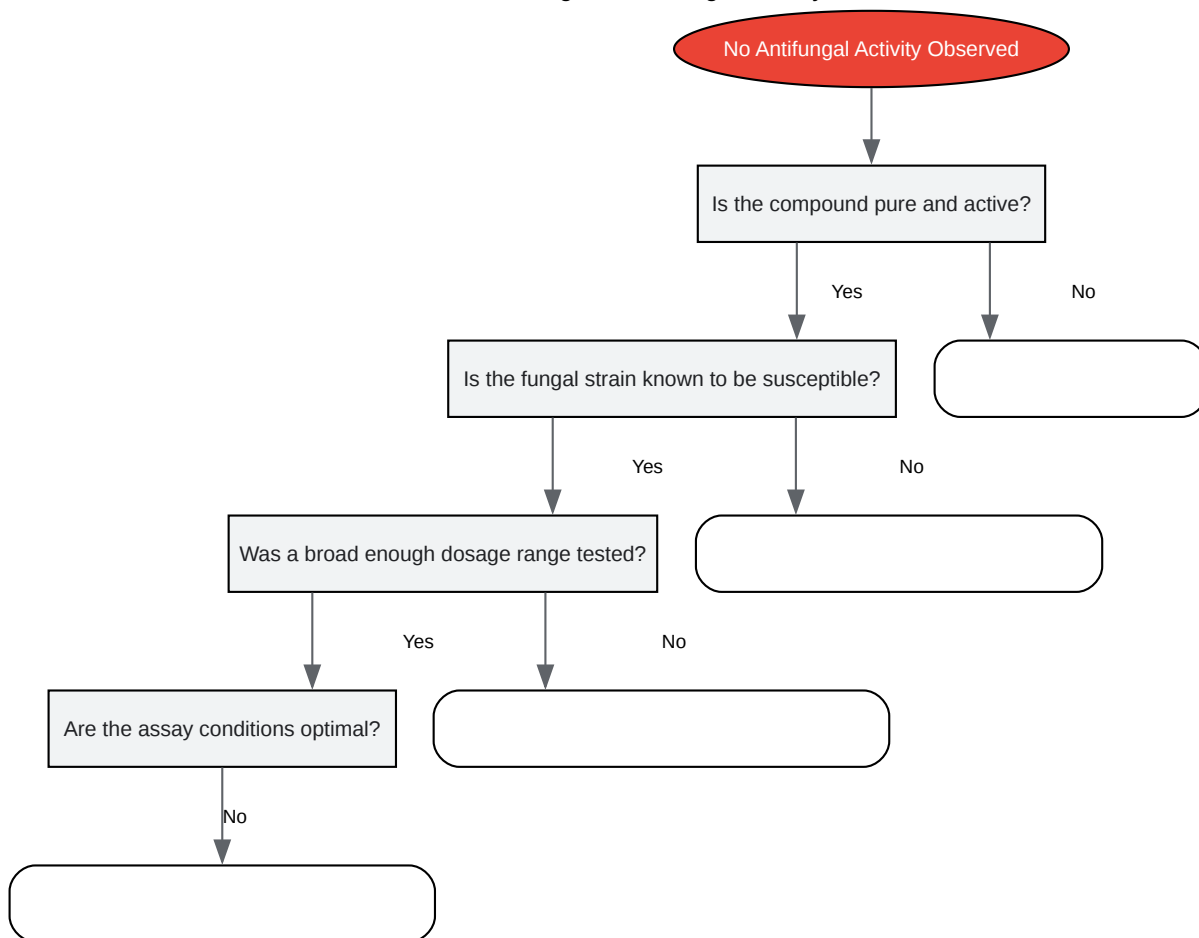 No Antifungal Activity Observed
Is the compound pure and active?
Yes
No
Is the fungal strain known to be susceptible?
Yes
No
Was a broad enough dosage range tested?
Yes
No
Are the assay conditions optimal?
No